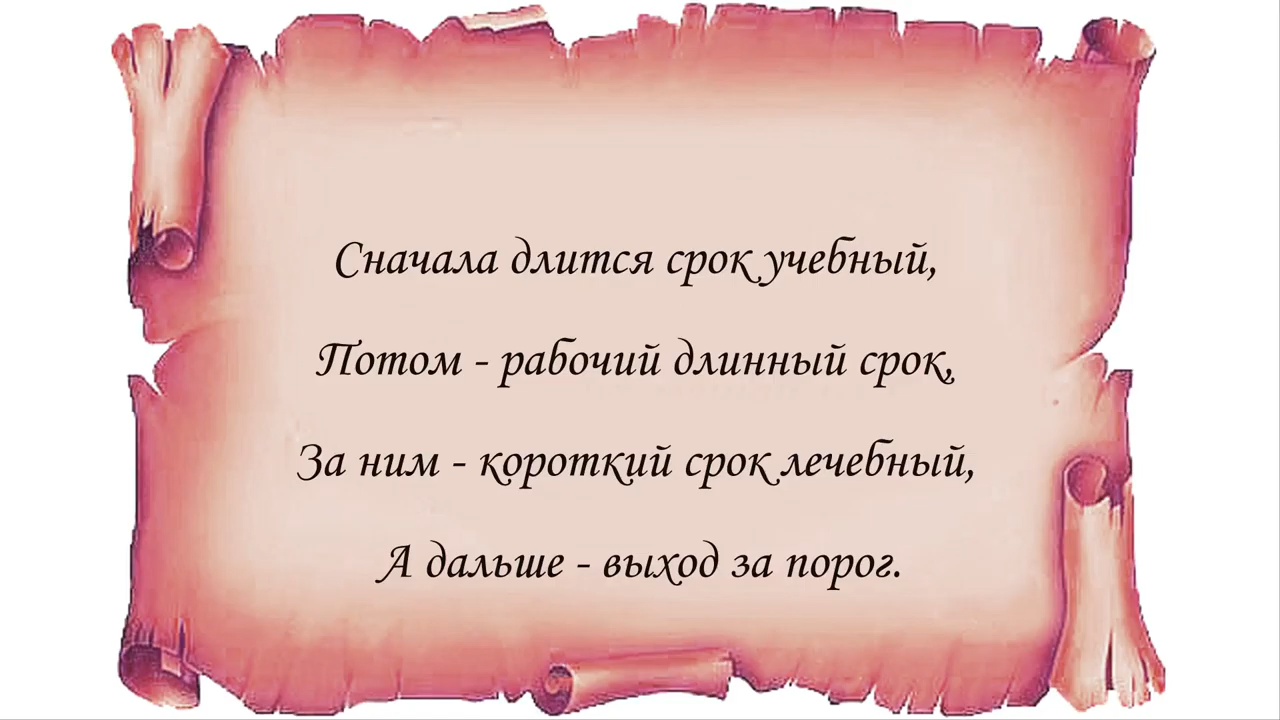 Сначала длится срок учебный,
Потом - рабочий длинный срок,
За ним - короткий срок лечебный,
А дальше - выход за порог.